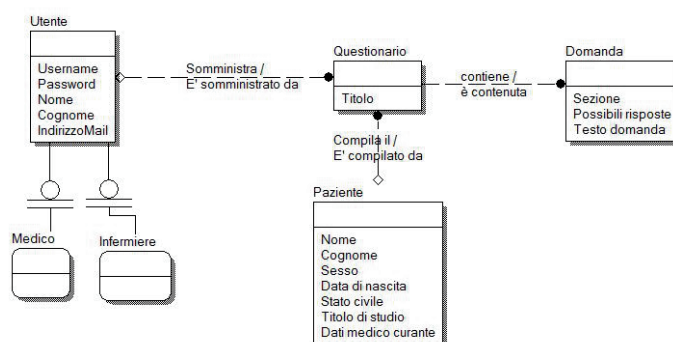 Utente
Username
Password
Nome
Cognome
IndirizzoMail
Somministra /
E' somministrato da
Questionario
Titolo
contiene /
è contenuta
Domanda
Sezione
Possibili risposte
Testo domanda
Compila il /
E' compilato da
Medico
Infermiere
Paziente
Nome
Cognome
Sesso
Data di nascita
Stato civile
Titolo di studio
Dati medico curante